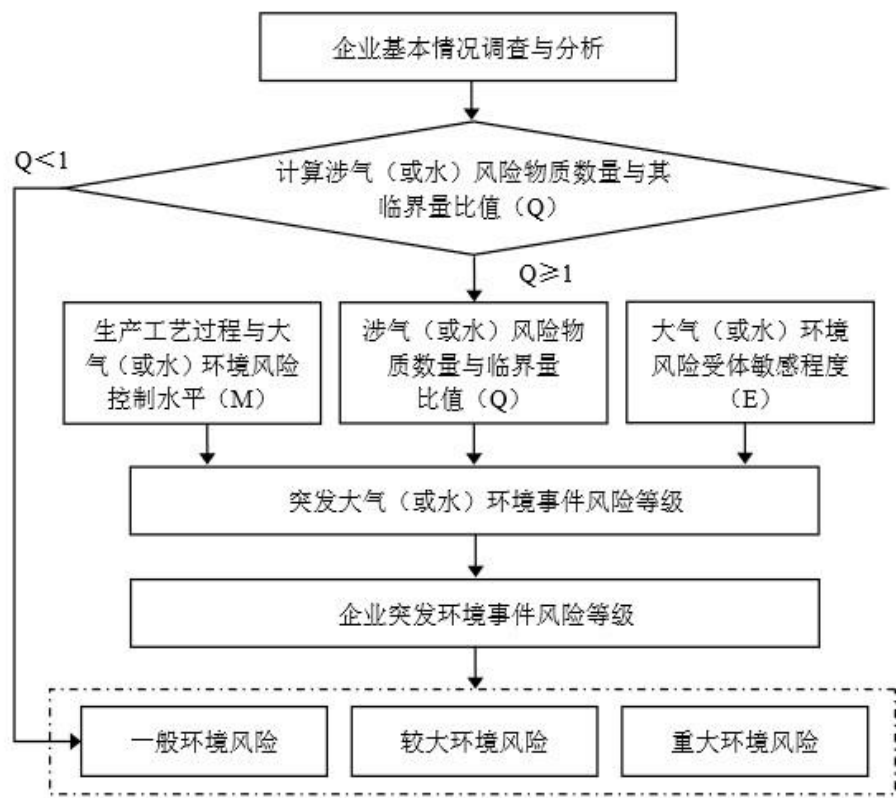 企业基本情况调查与分析
Q＜1
计算涉气（或水）风险物质数量与其
临界量比值（Q）
Q≥1
生产工艺过程与大
气（或水）环境风险
控制水平（M）
涉气（或水）风险物
质数量与临界量
比值（Q）
大气（或水）环境
风险受体敏感程度
（E）
突发大气（或水）环境事件风险等级
企业突发环境事件风险等级
一般环境风险
较大环境风险
重大环境风险